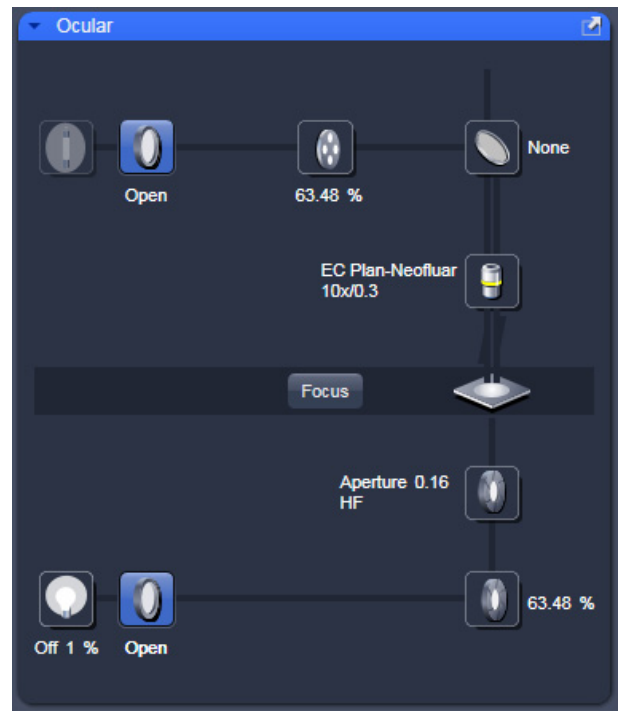 Ocular
None
Open
63.48 %
EC Plan-Neofluar
10x/0.3
Focus
Aperture 0.16
HF
63.48 %
Off 1 %
Open